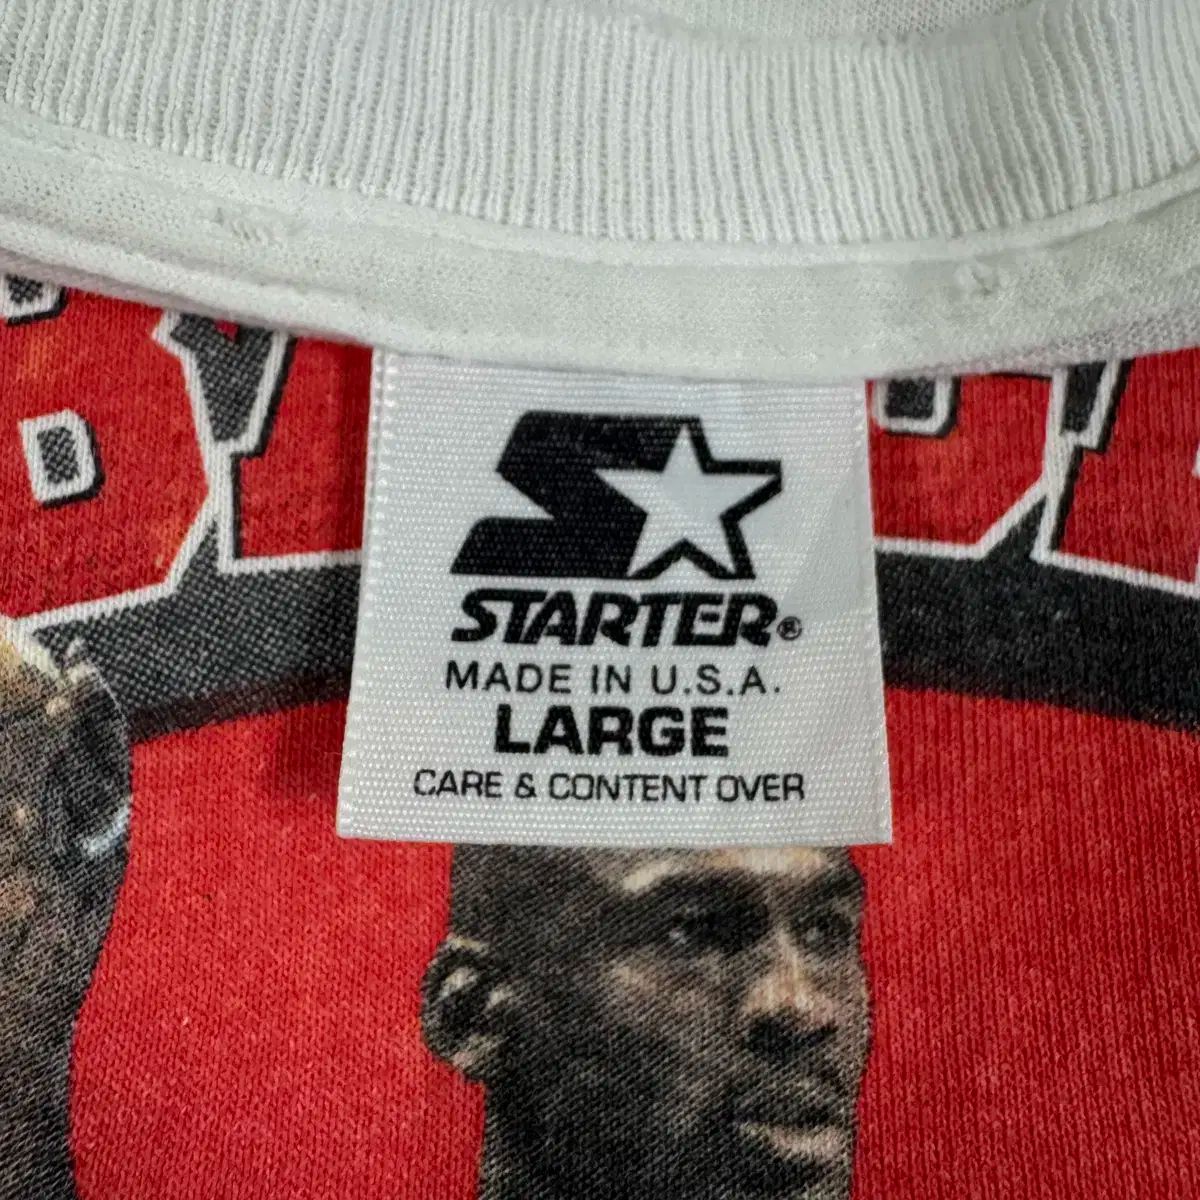 STARTER®
MADE IN U.S.A.
LARGE
CARE & CONTENT OVER